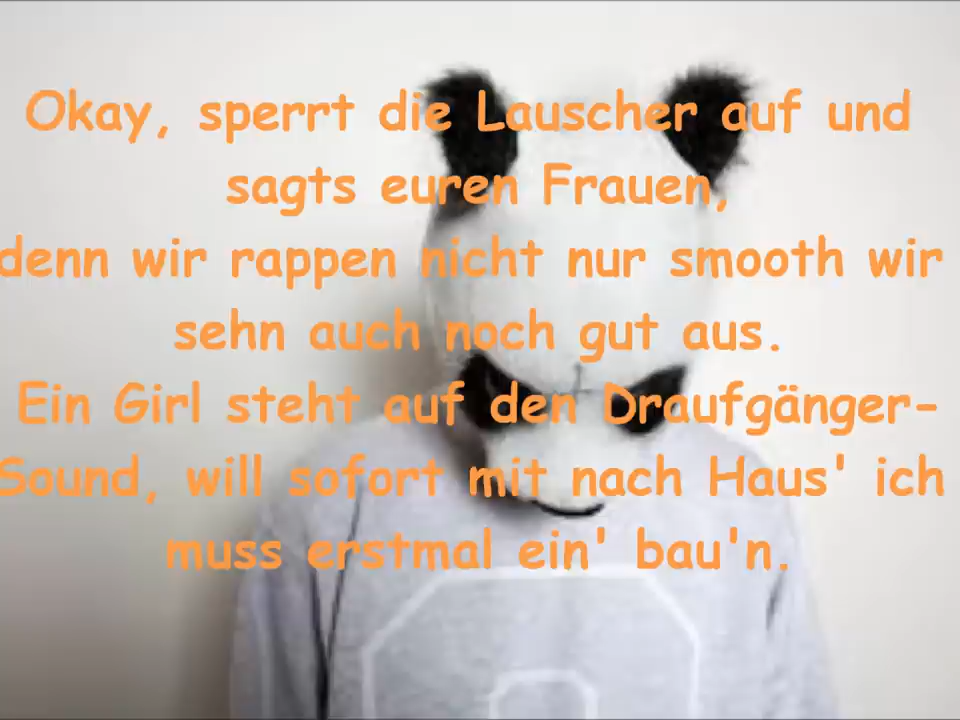 Okay, sperrt die Lauscher auf und
sagts euren Frauen,
denn wir rappen nicht nur smooth wir
sehn auch noch gut aus.
Ein Girl steht auf den Draufgänger-
Sound, will sofort mit nach Haus' ich
muss erstmal ein' bau'n.